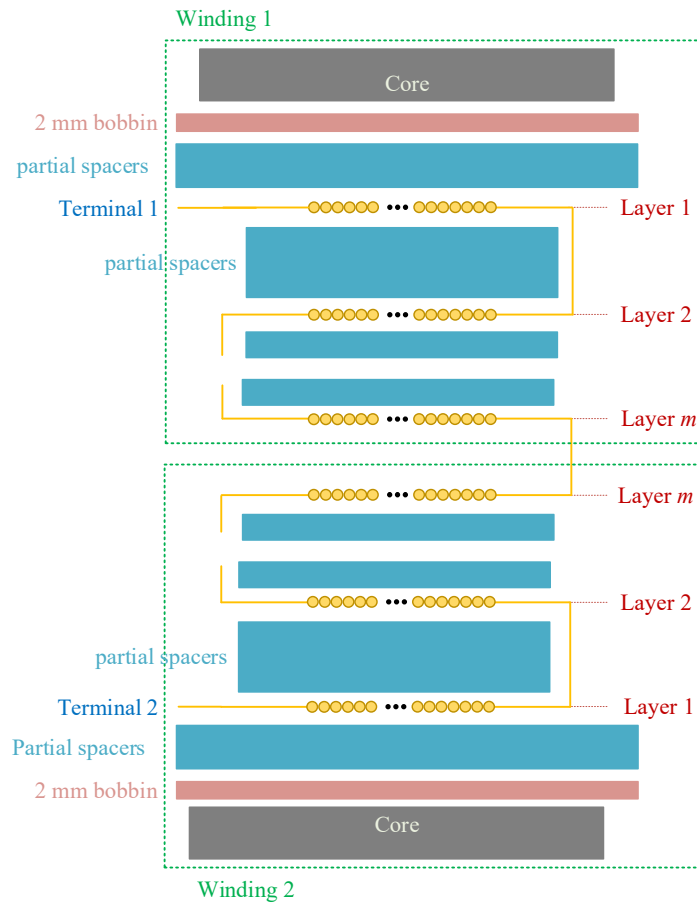 Winding 1
Core
2 mm bobbin
partial spacers
Terminal 1
Layer 1
partial spacers
Layer 2
Layer m
Layer m
Layer 2
partial spacers
Terminal 2
Layer 1
Partial spacers
2 mm bobbin
Core
Winding 2